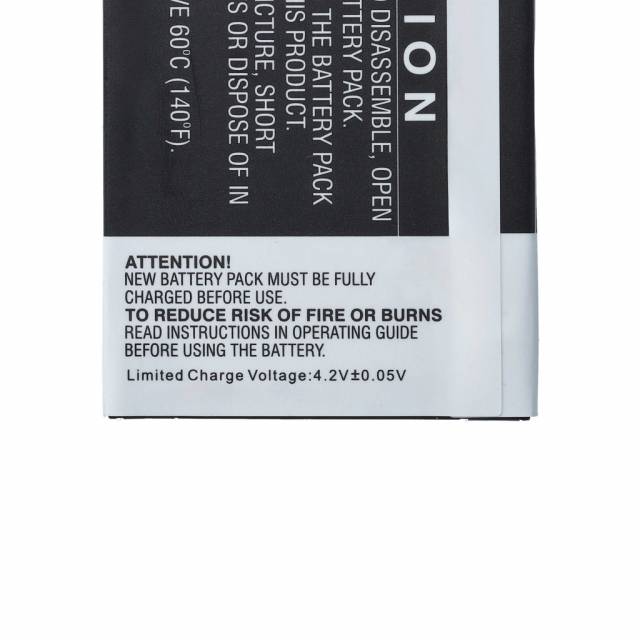 ION
O DISASSEMBLE, OPEN
TTERY PACK.
THE BATTERY PACK
IS PRODUCT.
CTURE, SHORT
S OR DISPOSE OF IN
VE 60°C (140°F).
ATTENTION!
NEW BATTERY PACK MUST BE FULLY
CHARGED BEFORE USE.
TO REDUCE RISK OF FIRE OR BURNS
READ INSTRUCTIONS IN OPERATING GUIDE
BEFORE USING THE BATTERY.
Limited Charge Voltage:4.2V±0.05V